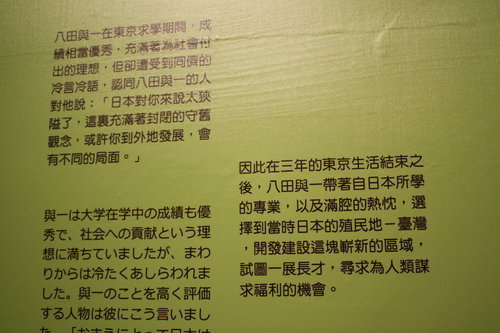 八田與一在東京求學期間，成
績相當優秀，充滿著為社會付
出的理想，但卻遭受到同儕的
冷言冷語，認同八田與一的人
對他說：「日本對你來說太狹
隘了，這裏充滿著封閉的守舊
觀念，或許你到外地發展，會
有不同的局面。」
與一は大学在学中の成績も優
秀で、社会への貢献という理
想に満ちていましたが、まわ
りからは冷たくあしらわれま
した。與一のことを高く評価
する人物は彼にこう言いまし
た。「おまえにとって日本は
因此在三年的東京生活結束之
後，八田與一帶著自日本所學
的專業，以及滿腔的熱忱，選
擇到當時日本的殖民地－臺灣
，開發建設這塊嶄新的區域，
試圖一展長才，尋求為人類謀
求福利的機會。